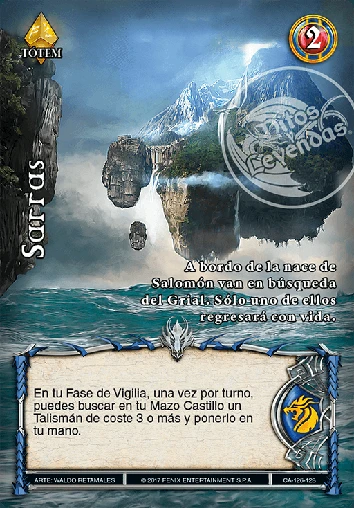 TÓTEM
2
Mitos
Leyendas
Sarras
A bordo de la nace de
Salomón van en búsqueda
del Grial. Sólo uno de ellos
regresará con vida.
En tu Fase de Vigilia, una vez por turno,
puedes buscar en tu Mazo Castillo un
Talismán de coste 3 o más y ponerlo en
tu mano.
ARTE: WALDO RETAMALES
© 2017 FENIX ENTERTAINMENT S.P.A.